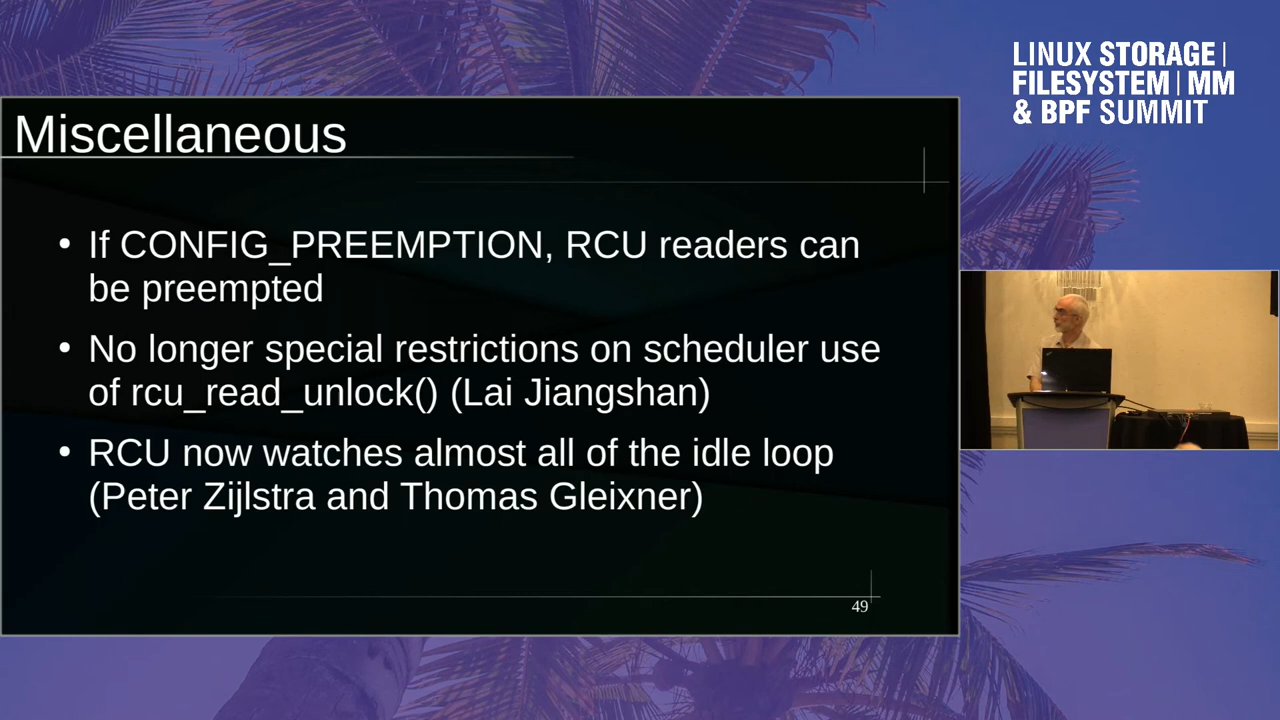 LINUX STORAGE |
FILESYSTEM | MM
& BPF SUMMIT
Miscellaneous
• If CONFIG_PREEMPTION, RCU readers can
be preempted
• No longer special restrictions on scheduler use
of rcu_read_unlock() (Lai Jiangshan)
• RCU now watches almost all of the idle loop
(Peter Zijlstra and Thomas Gleixner)
49